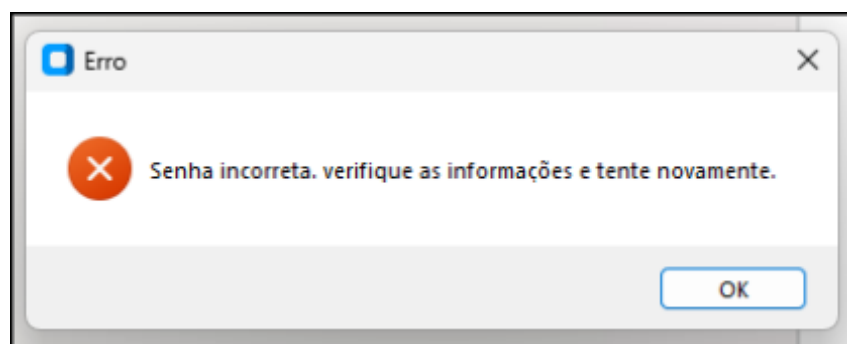 Erro
Senha incorreta. verifique as informações e tente novamente.
OK